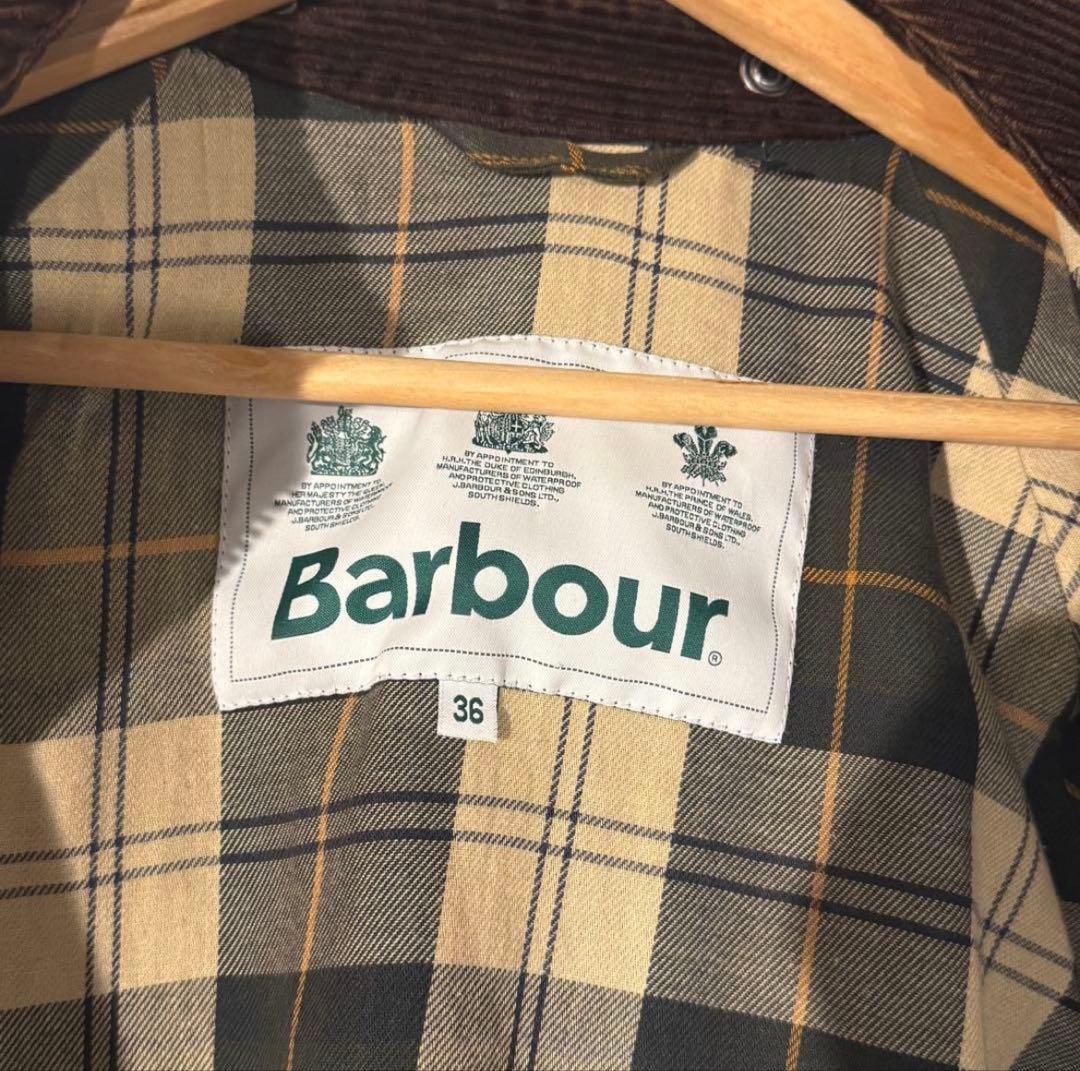 BY APPOINTMENT TO
HER MAJESTY THE QUEEN
MANUFACTURERS OF WATERPROOF
AND PROTECTIVE CLOTHING
J.BARBOUR & SONS LTD.,
SOUTH SHIELDS.
BY APPOINTMENT TO
H.R.H.THE DUKE OF EDINBURGH,
MANUFACTURERS OF WATERPROOF
AND PROTECTIVE CLOTHING
J.BARBOUR & SONS LTD.,
SOUTH SHIELDS.
BY APPOINTMENT TO
H.R.H.THE PRINCE OF WALES.
MANUFACTURERS OF WATERPROOF
AND PROTECTIVE CLOTHING
J.BARBOUR & SONS LTD.,
SOUTH SHIELDS.
Barbour®
36